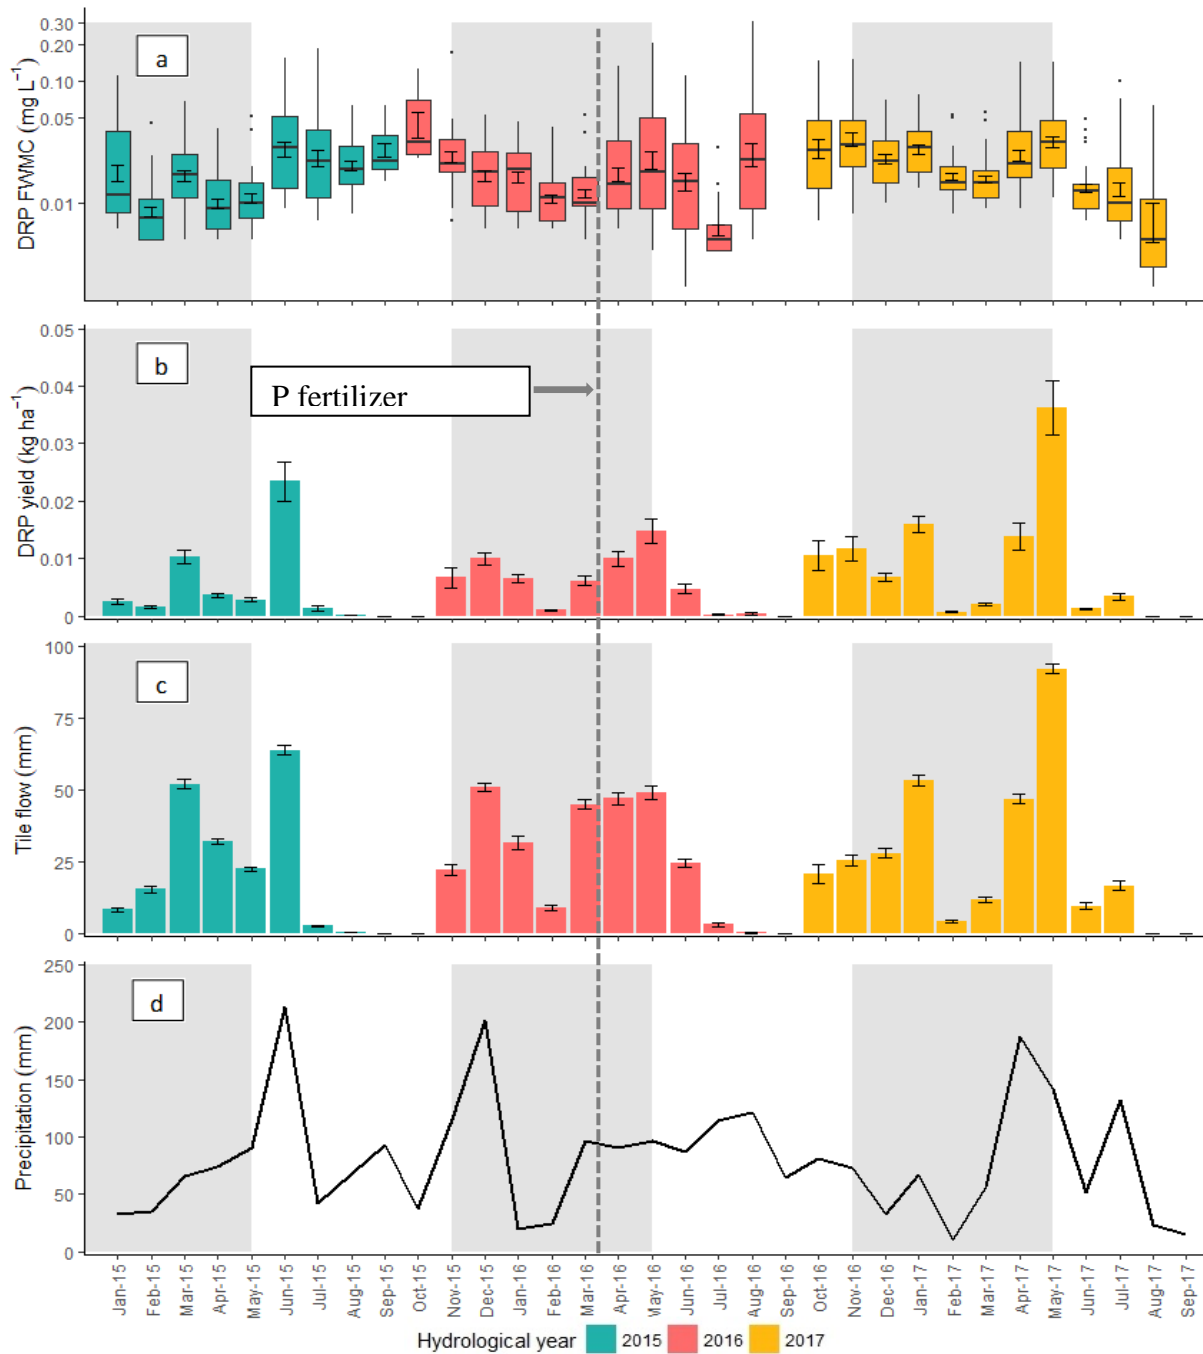 DRP FWMC (mg L⁻¹)
0.30
0.20
0.10
0.05
0.01
a
DRP yield (kg ha⁻¹)
0.05
0.04
0.03
0.02
0.01
0
b
P fertilizer
Tile flow (mm)
100
75
50
25
0
c
Precipitation (mm)
250
200
150
100
50
0
d
Jan-15
Feb-15
Mar-15
Apr-15
May-15
Jun-15
Jul-15
Aug-15
Sep-15
Oct-15
Nov-15
Dec-15
Jan-16
Feb-16
Mar-16
Apr-16
May-16
Jun-16
Jul-16
Aug-16
Sep-16
Oct-16
Nov-16
Dec-16
Jan-17
Feb-17
Mar-17
Apr-17
May-17
Jun-17
Jul-17
Aug-17
Sep-17
Hydrological year 2015 2016 2017